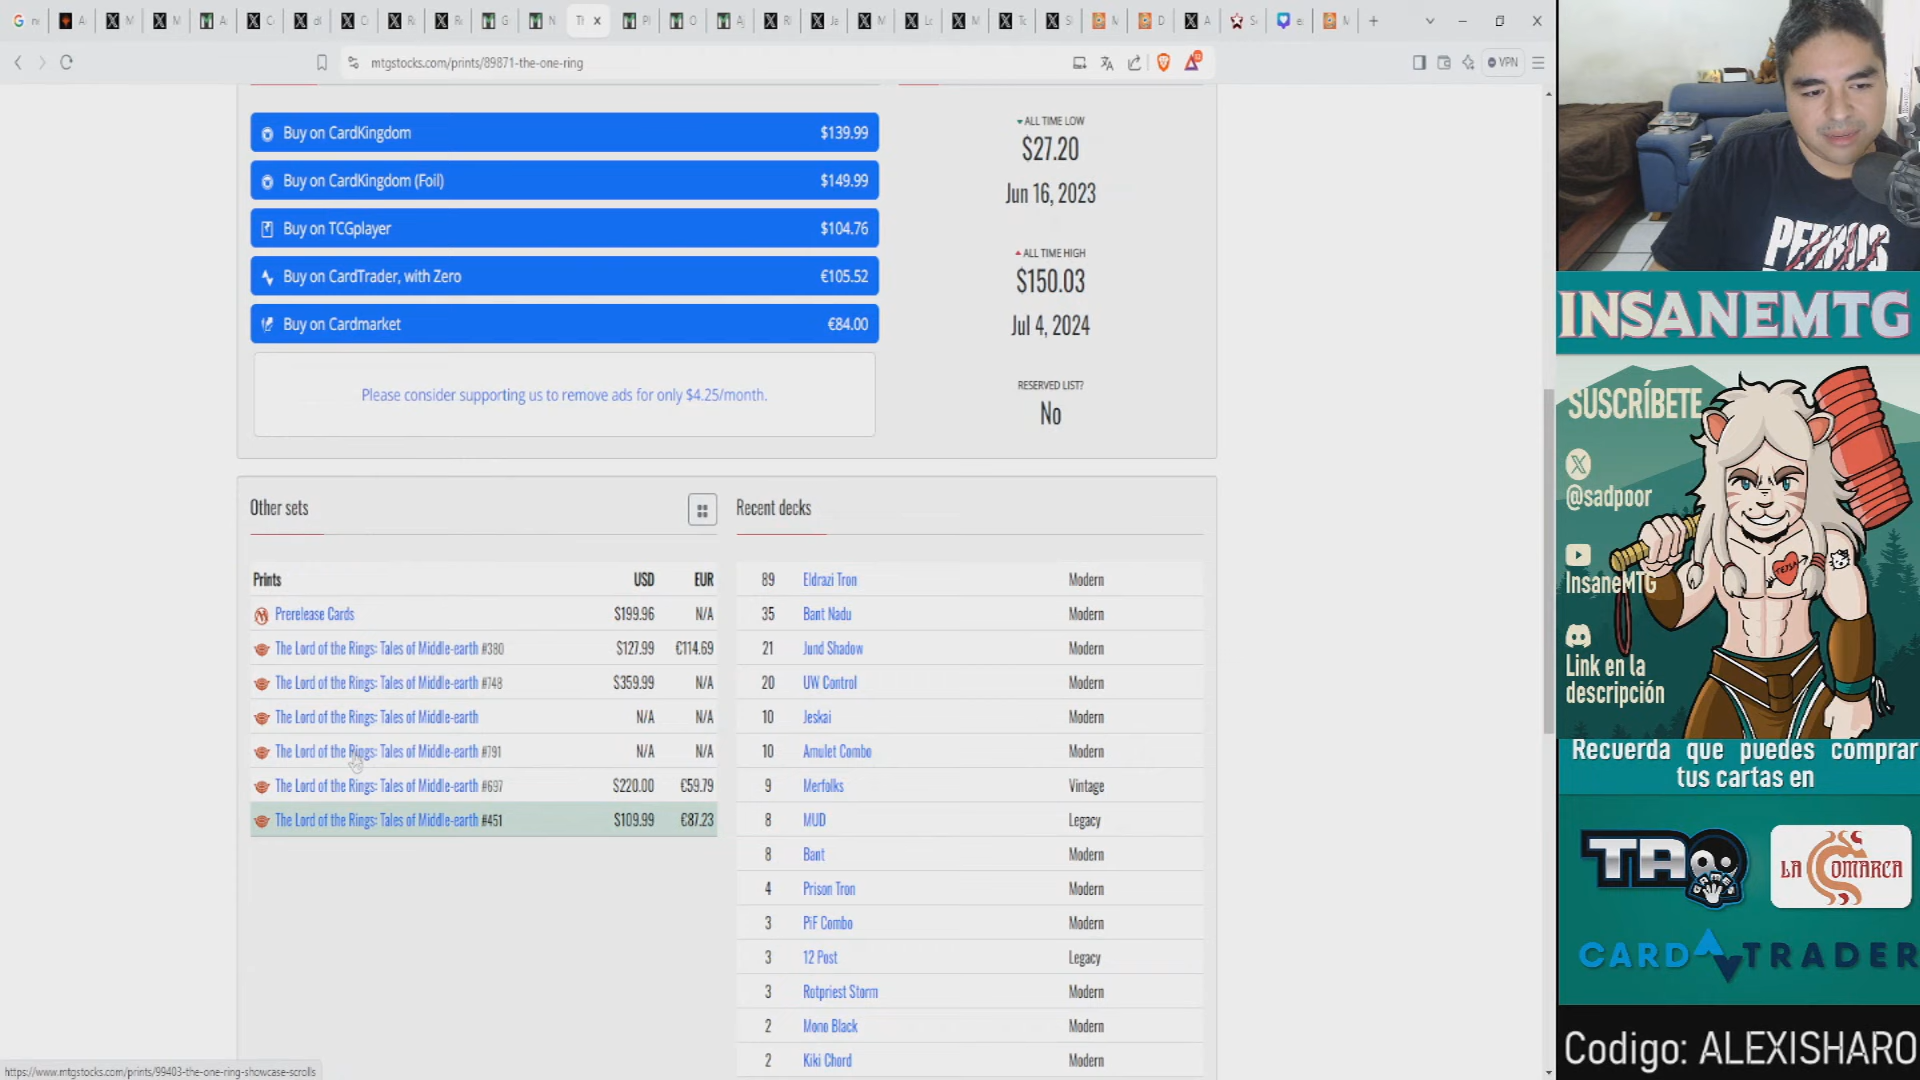 mtgstocks.com/prints/89871-the-one-ring
VPN
Buy on CardKingdom $139.99
Buy on CardKingdom (Foil) $149.99
Buy on TCGplayer $104.76
Buy on CardTrader, with Zero €105.52
Buy on Cardmarket €84.00
Please consider supporting us to remove ads for only $4.25/month.
ALL TIME LOW
$27.20
Jun 16, 2023
ALL TIME HIGH
$150.03
Jul 4, 2024
RESERVED LIST?
No
Other sets
Prints USD EUR
Prerelease Cards $199.96 N/A
The Lord of the Rings: Tales of Middle-earth #380 $127.99 €114.69
The Lord of the Rings: Tales of Middle-earth #748 $359.99 N/A
The Lord of the Rings: Tales of Middle-earth N/A N/A
The Lord of the Rings: Tales of Middle-earth #791 N/A N/A
The Lord of the Rings: Tales of Middle-earth #697 $220.00 €59.79
The Lord of the Rings: Tales of Middle-earth #451 $109.99 €87.23
Recent decks
89 Eldrazi Tron Modern
35 Bant Nadu Modern
21 Jund Shadow Modern
20 UW Control Modern
10 Jeskai Modern
10 Amulet Combo Modern
9 Merfolks Vintage
8 MUD Legacy
8 Bant Modern
4 Prison Tron Modern
3 PiF Combo Modern
3 12 Post Legacy
3 Rotpriest Storm Modern
2 Mono Black Modern
2 Kiki Chord Modern
https://www.mtgstocks.com/prints/99403-the-one-ring-showcase-scrolls
PERROS
INSANEMTG
SUSCRÍBETE
@sadpoor
InsaneMTG
Link en la
descripción
Recuerda que puedes comprar
tus cartas en
TAO
GAMES
LA COMARCA
CARD TRADER
Codigo: ALEXISHARO